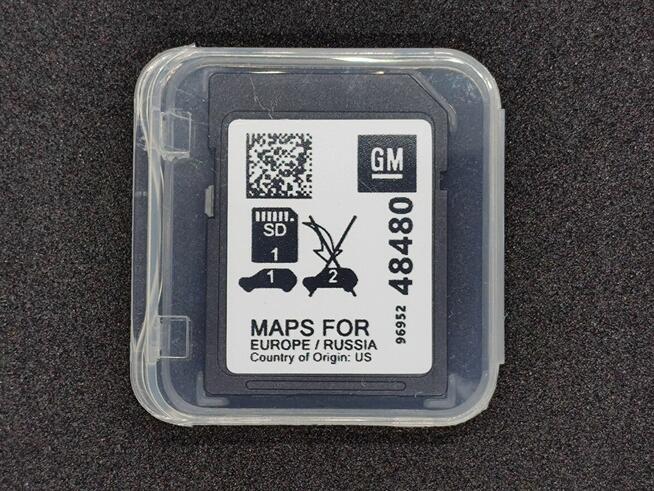 GM
SD
1
1
2
MAPS FOR
EUROPE / RUSSIA
Country of Origin: US
96952 48480